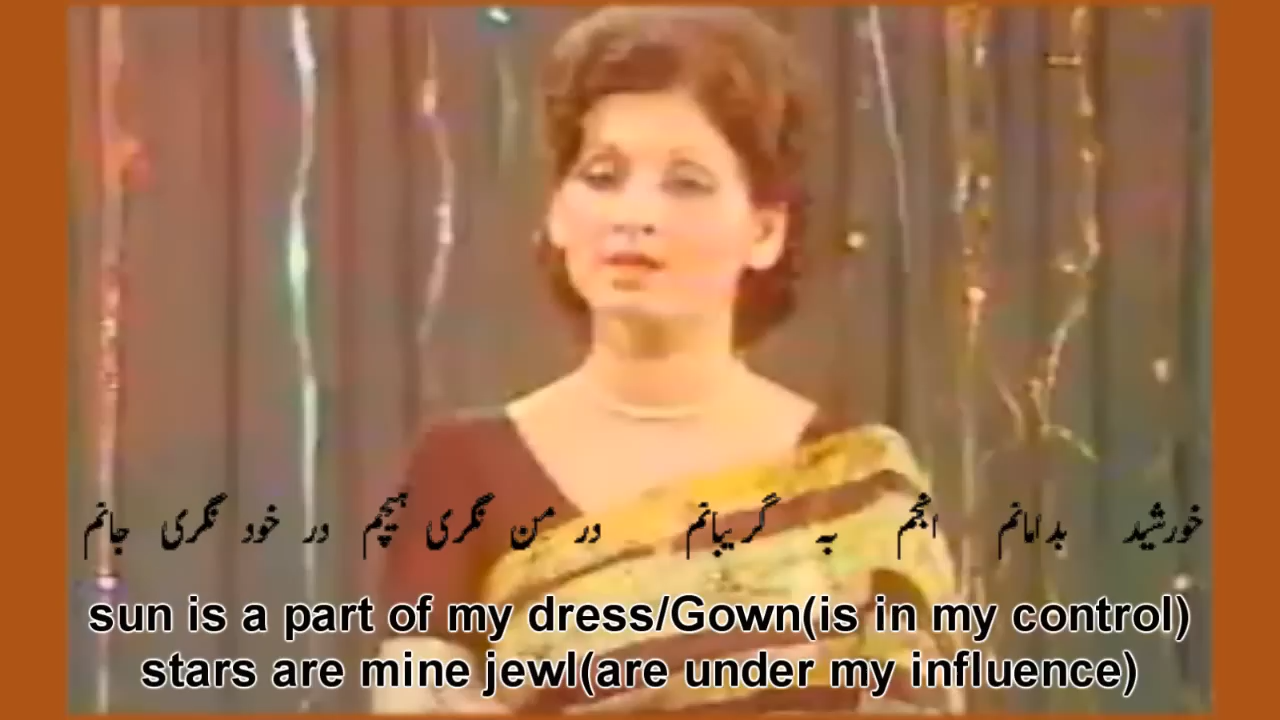 خورشید بدامانم انجم بہ گریبانم در من نگری ہیچم در خود نگری جانم
sun is a part of my dress/Gown(is in my control)
stars are mine jewl(are under my influence)